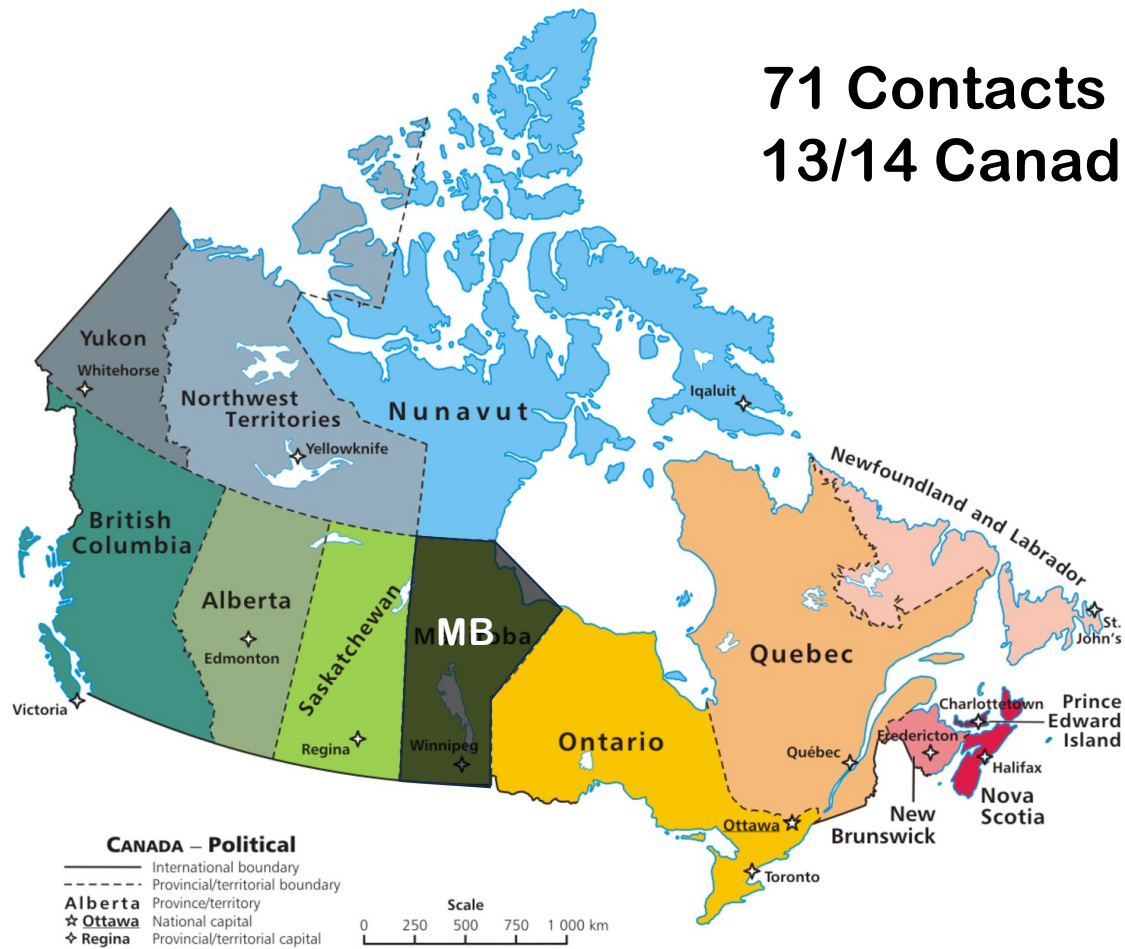 71 Contacts
13/14 Canad
Yukon
Whitehorse
Northwest
Territories
Yellowknife
Nunavut
Iqaluit
Newfoundland and Labrador
British
Columbia
Alberta
Edmonton
Saskatchewan
MB
Regina
Winnipeg
Victoria
Ontario
Quebec
Québec
St.
John's
Charlottetown
Prince
Edward
Island
Fredericton
Halifax
Nova
Scotia
New
Brunswick
Ottawa
Toronto
CANADA – Political
International boundary
Provincial/territorial boundary
Alberta Province/territory
Ottawa National capital
Regina Provincial/territorial capital
Scale
0 250 500 750 1 000 km